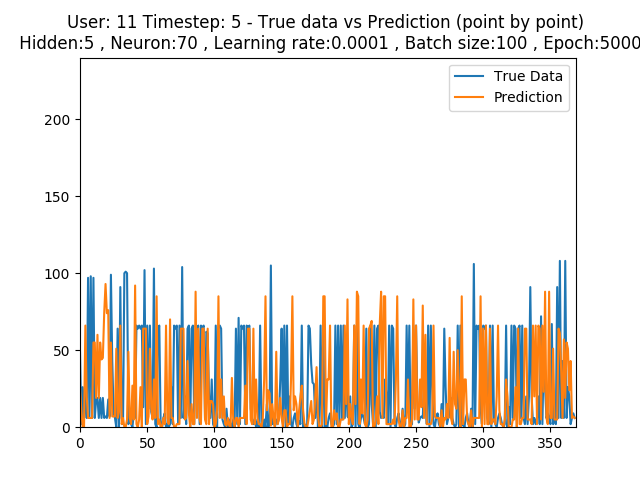 User: 11 Timestep: 5 - True data vs Prediction (point by point)
Hidden:5 , Neuron:70 , Learning rate:0.0001 , Batch size:100 , Epoch:5000
True Data
Prediction
200
150
100
50
0
0 50 100 150 200 250 300 350